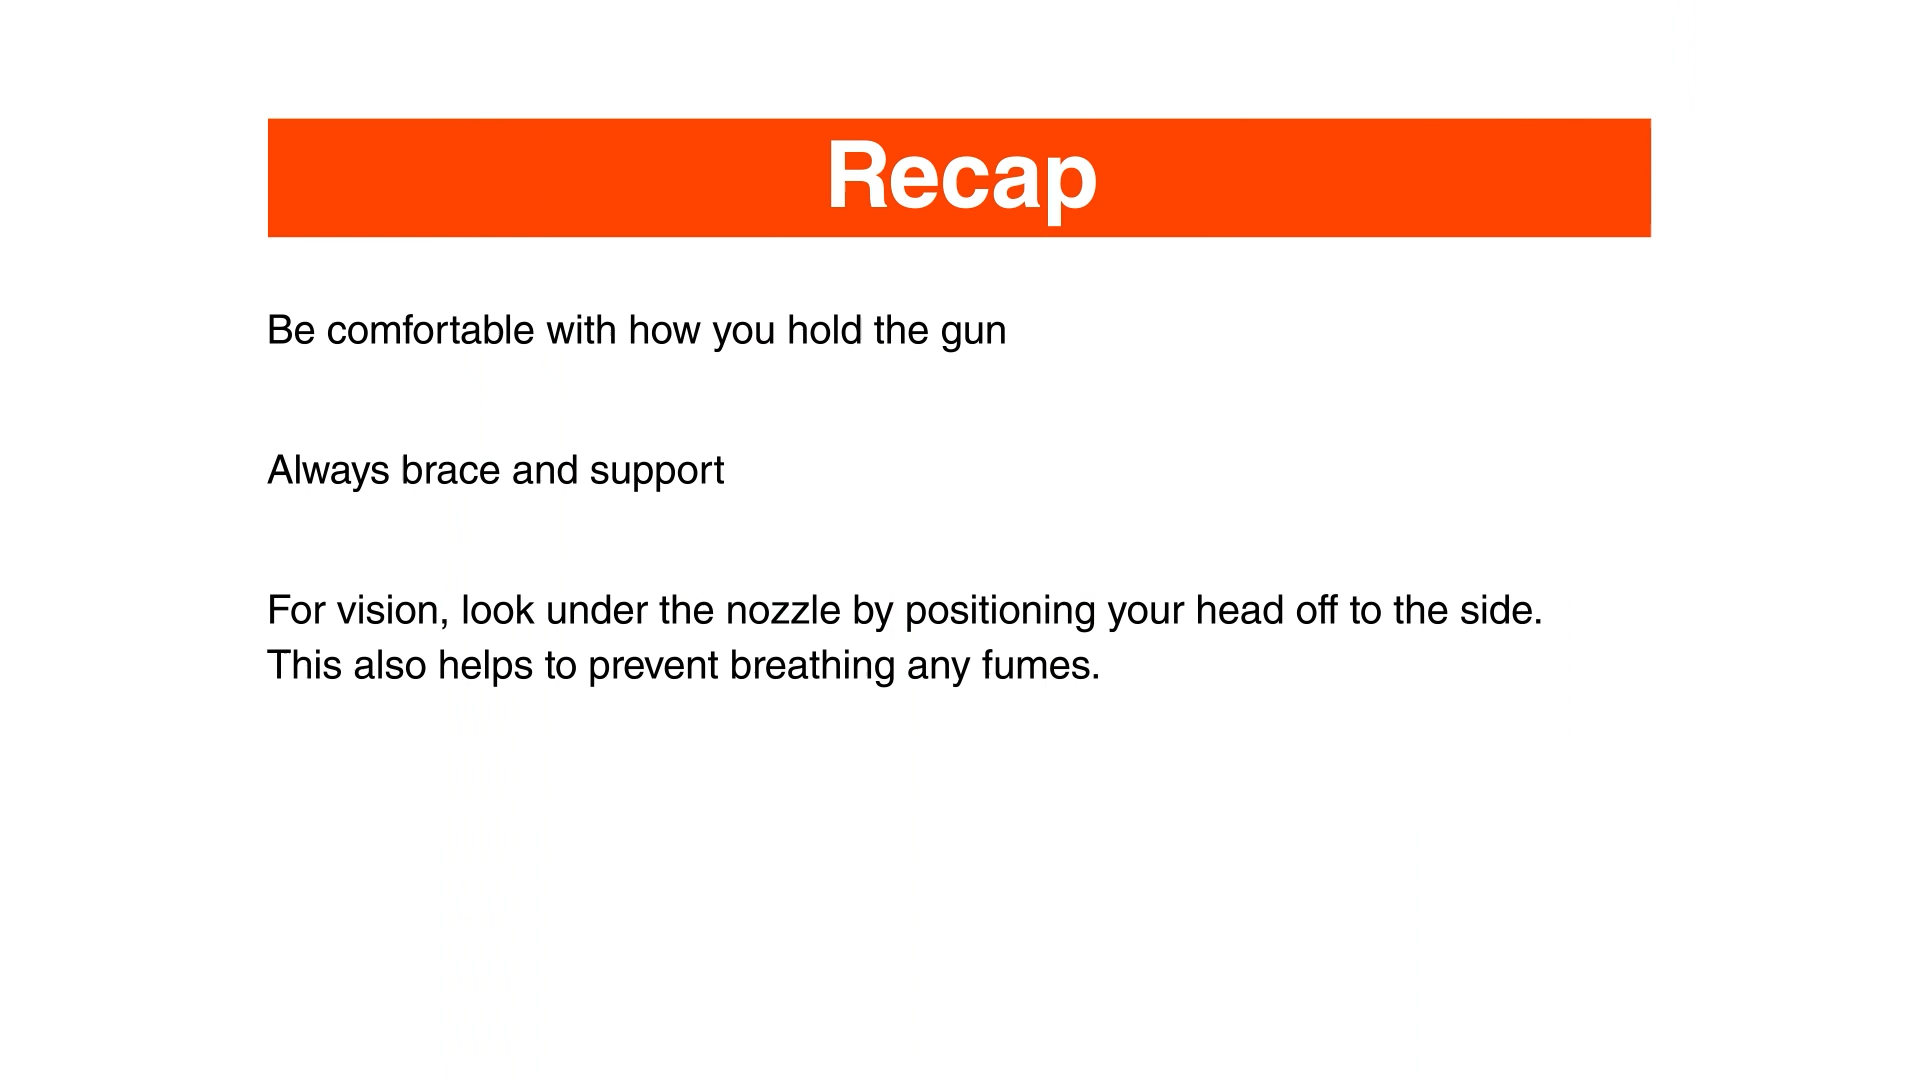 Recap
Be comfortable with how you hold the gun
Always brace and support
For vision, look under the nozzle by positioning your head off to the side.
This also helps to prevent breathing any fumes.